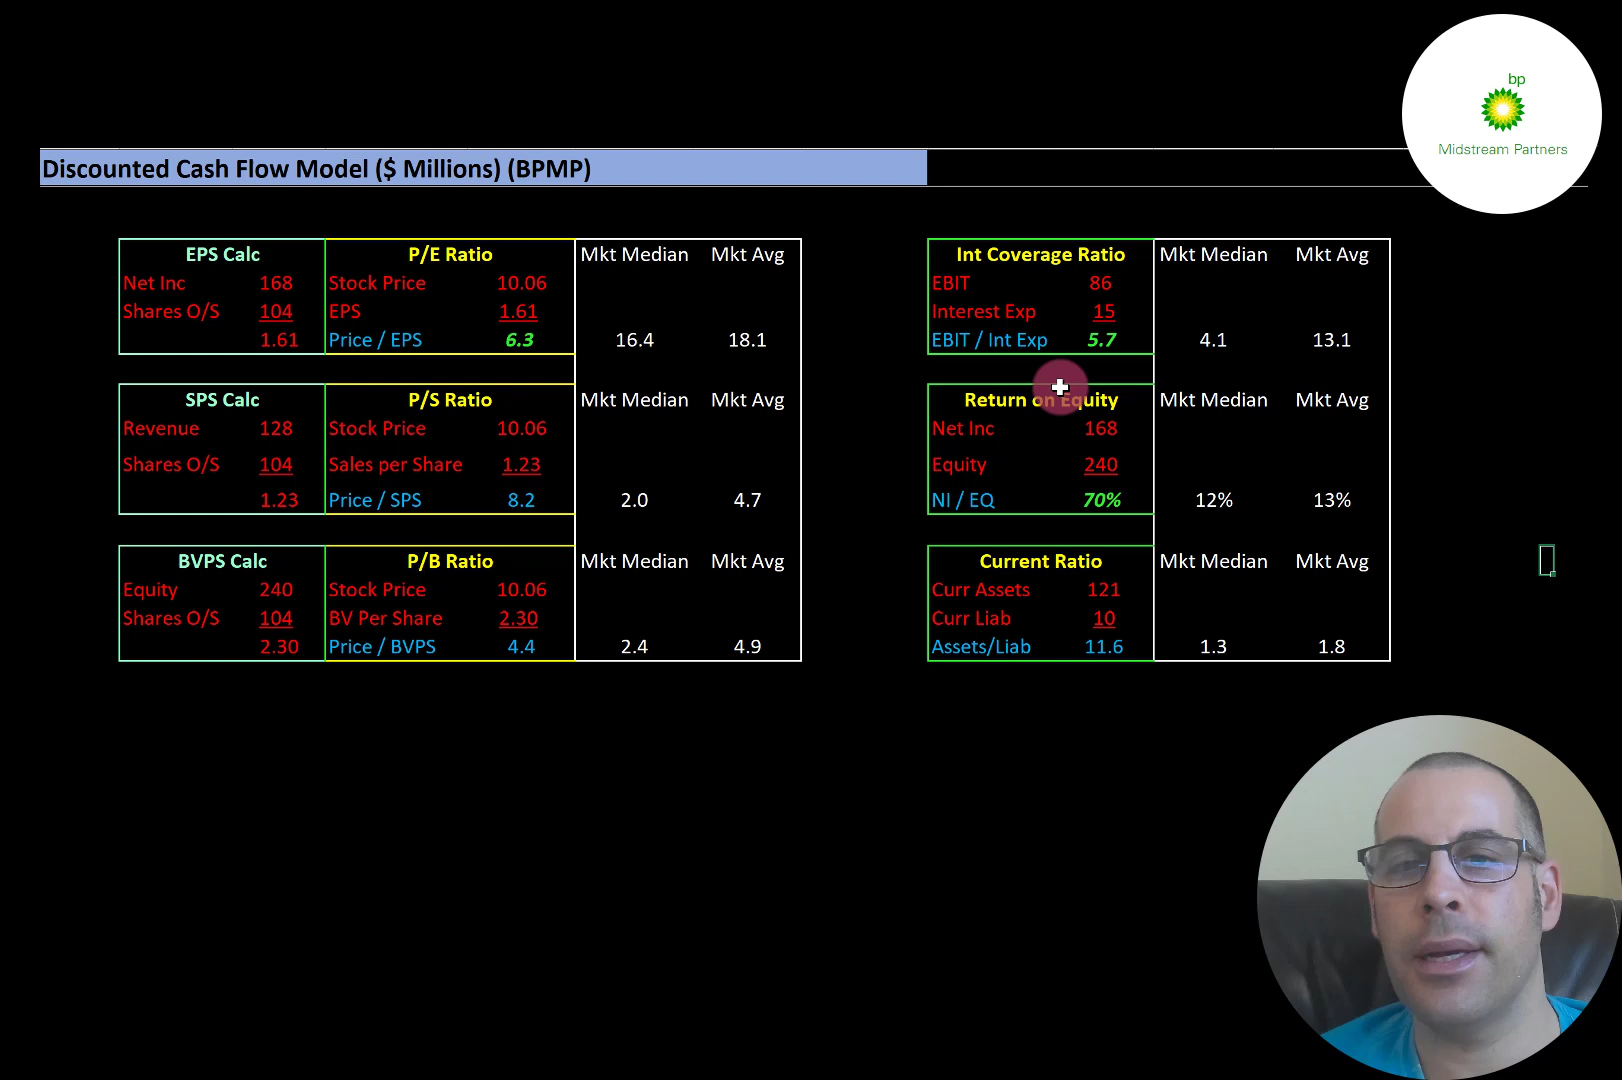 bp
Midstream Partners
Discounted Cash Flow Model ($ Millions) (BPMP)
EPS Calc P/E Ratio Mkt Median Mkt Avg
Net Inc 168 Stock Price 10.06
Shares O/S 104 EPS 1.61
1.61 Price / EPS 6.3 16.4 18.1
SPS Calc P/S Ratio Mkt Median Mkt Avg
Revenue 128 Stock Price 10.06
Shares O/S 104 Sales per Share 1.23
1.23 Price / SPS 8.2 2.0 4.7
BVPS Calc P/B Ratio Mkt Median Mkt Avg
Equity 240 Stock Price 10.06
Shares O/S 104 BV Per Share 2.30
2.30 Price / BVPS 4.4 2.4 4.9
Int Coverage Ratio Mkt Median Mkt Avg
EBIT 86
Interest Exp 15
EBIT / Int Exp 5.7 4.1 13.1
Return on Equity Mkt Median Mkt Avg
Net Inc 168
Equity 240
NI / EQ 70% 12% 13%
Current Ratio Mkt Median Mkt Avg
Curr Assets 121
Curr Liab 10
Assets/Liab 11.6 1.3 1.8